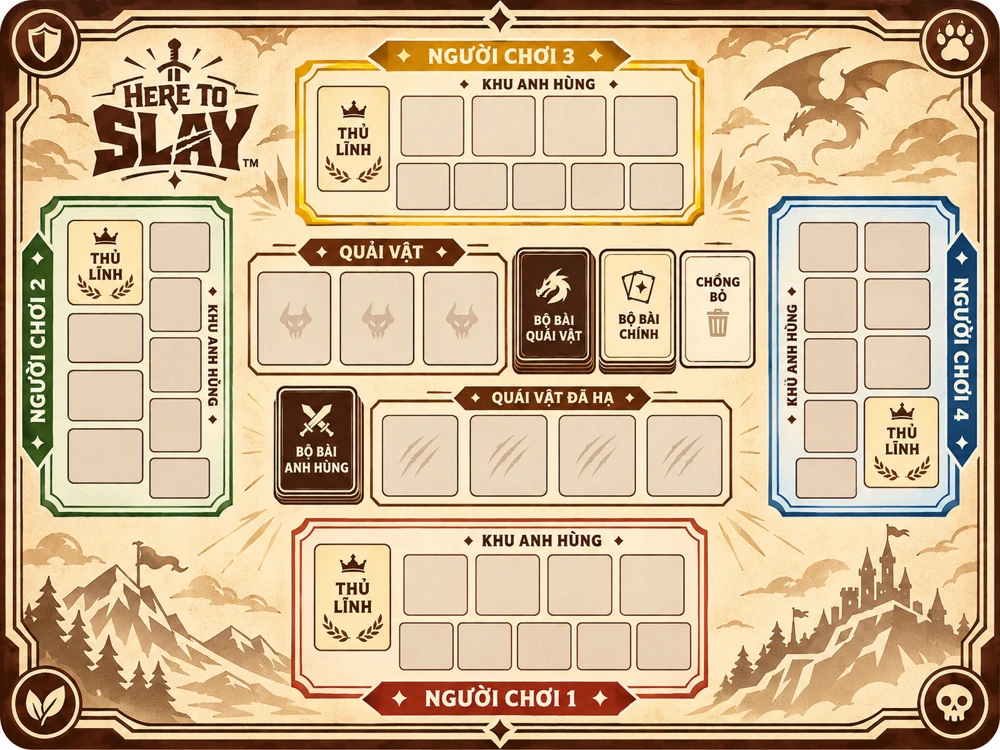 HERE TO
SLAY™
NGƯỜI CHƠI 3
KHU ANH HÙNG
THỦ
LĨNH
NGƯỜI CHƠI 2
THỦ
LĨNH
KHU ANH HÙNG
QUÁI VẬT
BỘ BÀI
QUÁI VẬT
BỘ BÀI
CHÍNH
CHỒNG
BỎ
KHU ANH HÙNG
THỦ
LĨNH
NGƯỜI CHƠI 4
BỘ BÀI
ANH HÙNG
QUÁI VẬT ĐÃ HẠ
KHU ANH HÙNG
THỦ
LĨNH
NGƯỜI CHƠI 1